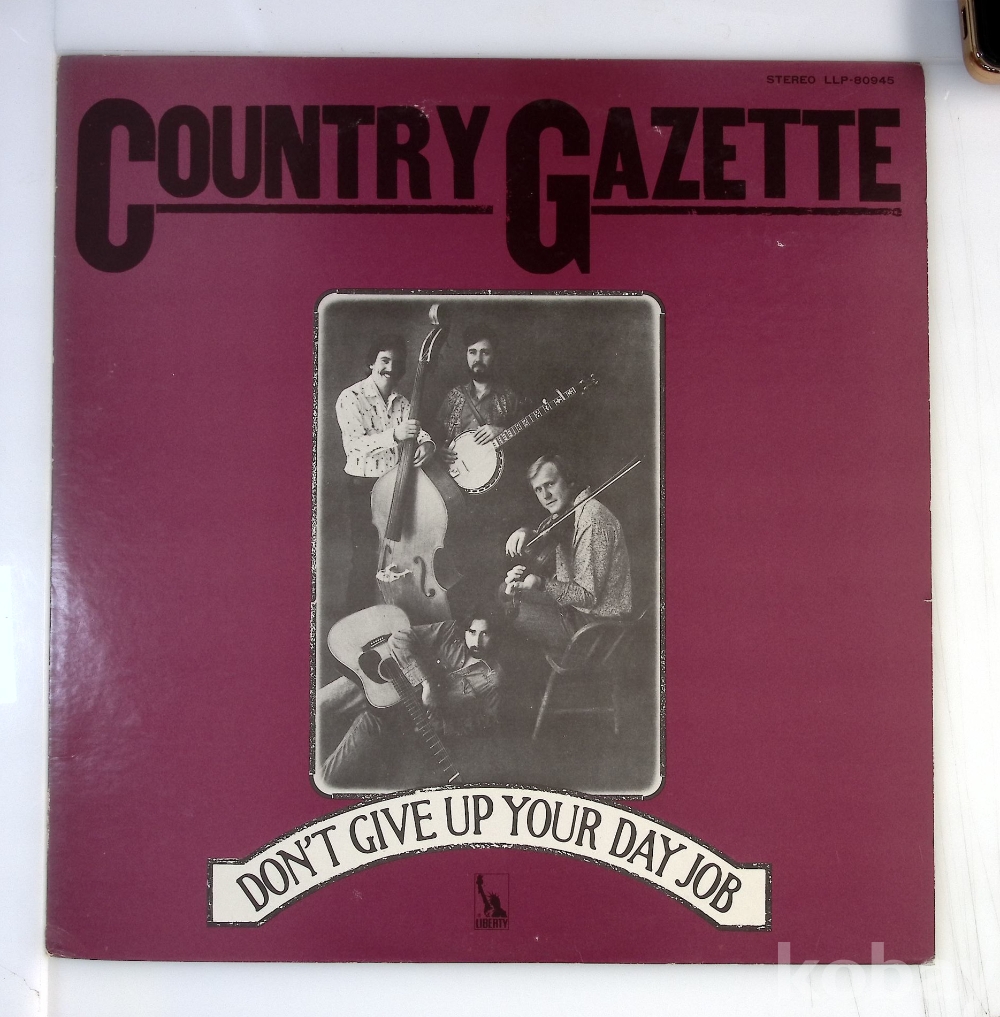 STEREO LLP-80945
COUNTRY GAZETTE
DON'T GIVE UP YOUR DAY JOB
LIBERTY